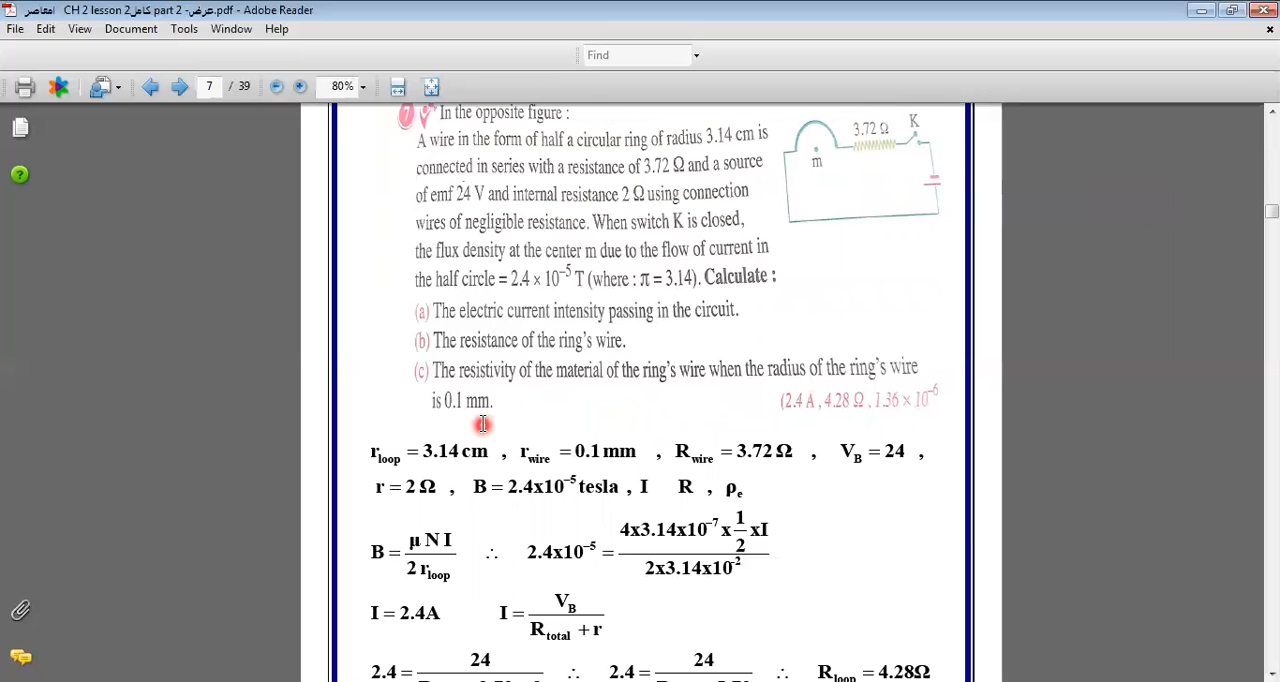 معاصر CH 2 lesson 2كامل part 2 -عرض.pdf - Adobe Reader
File Edit View Document Tools Window Help
Find
7 / 39 80%
7 In the opposite figure :
A wire in the form of half a circular ring of radius 3.14 cm is
connected in series with a resistance of 3.72 Ω and a source
of emf 24 V and internal resistance 2 Ω using connection
wires of negligible resistance. When switch K is closed,
the flux density at the center m due to the flow of current in
the half circle = 2.4 × 10⁻⁵ T (where : π = 3.14). Calculate :
3.72 Ω K
m
(a) The electric current intensity passing in the circuit.
(b) The resistance of the ring's wire.
(c) The resistivity of the material of the ring's wire when the radius of the ring's wire
is 0.1 mm.
(2.4 A , 4.28 Ω , 1.36 × 10⁻⁶
r_loop = 3.14 cm , r_wire = 0.1 mm , R_wire = 3.72 Ω , V_B = 24 ,
r = 2 Ω , B = 2.4x10⁻⁵ tesla , I R , ρ_e
B = μ N I / 2 r_loop ∴ 2.4x10⁻⁵ = 4x3.14x10⁻⁷ x 1/2 xI / 2x3.14x10⁻²
I = 2.4A I = V_B / R_total + r
2.4 = 24 ∴ 2.4 = 24 ∴ R_loop = 4.28Ω